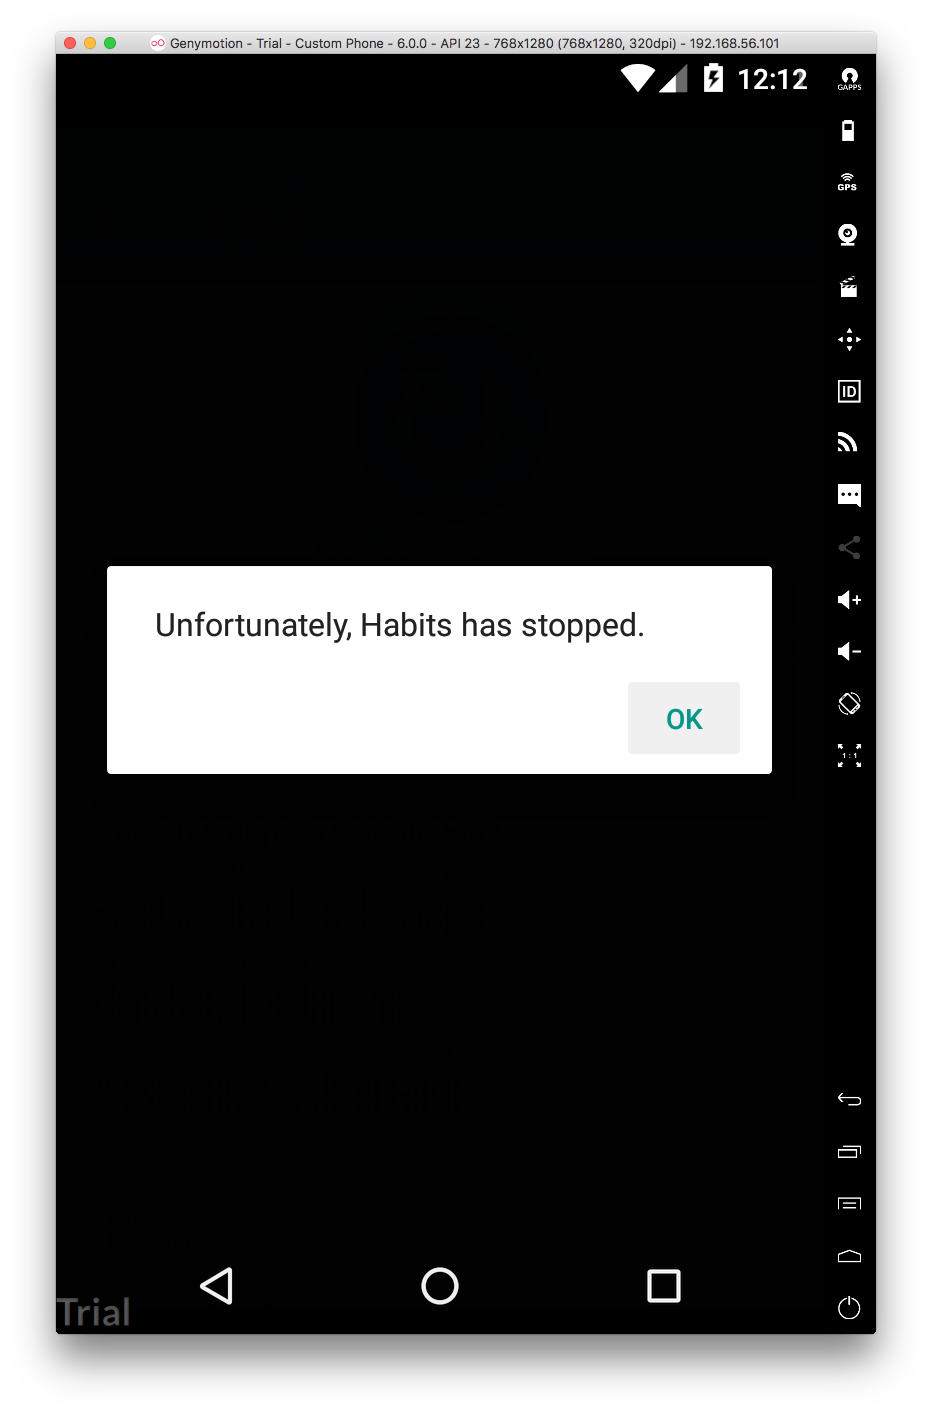 Genymotion - Trial - Custom Phone - 6.0.0 - API 23 - 768x1280 (768x1280, 320dpi) - 192.168.56.101
12:12
GAPPS
GPS
ID
Unfortunately, Habits has stopped.
OK
1 : 1
Trial